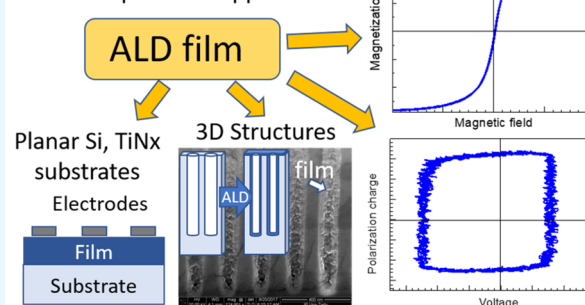 ALD film
Magnetizatio
Magnetic field
Planar Si, TiNx
substrates
Electrodes
Film
Substrate
3D Structures
film
ALD
Polarization charge
Voltage